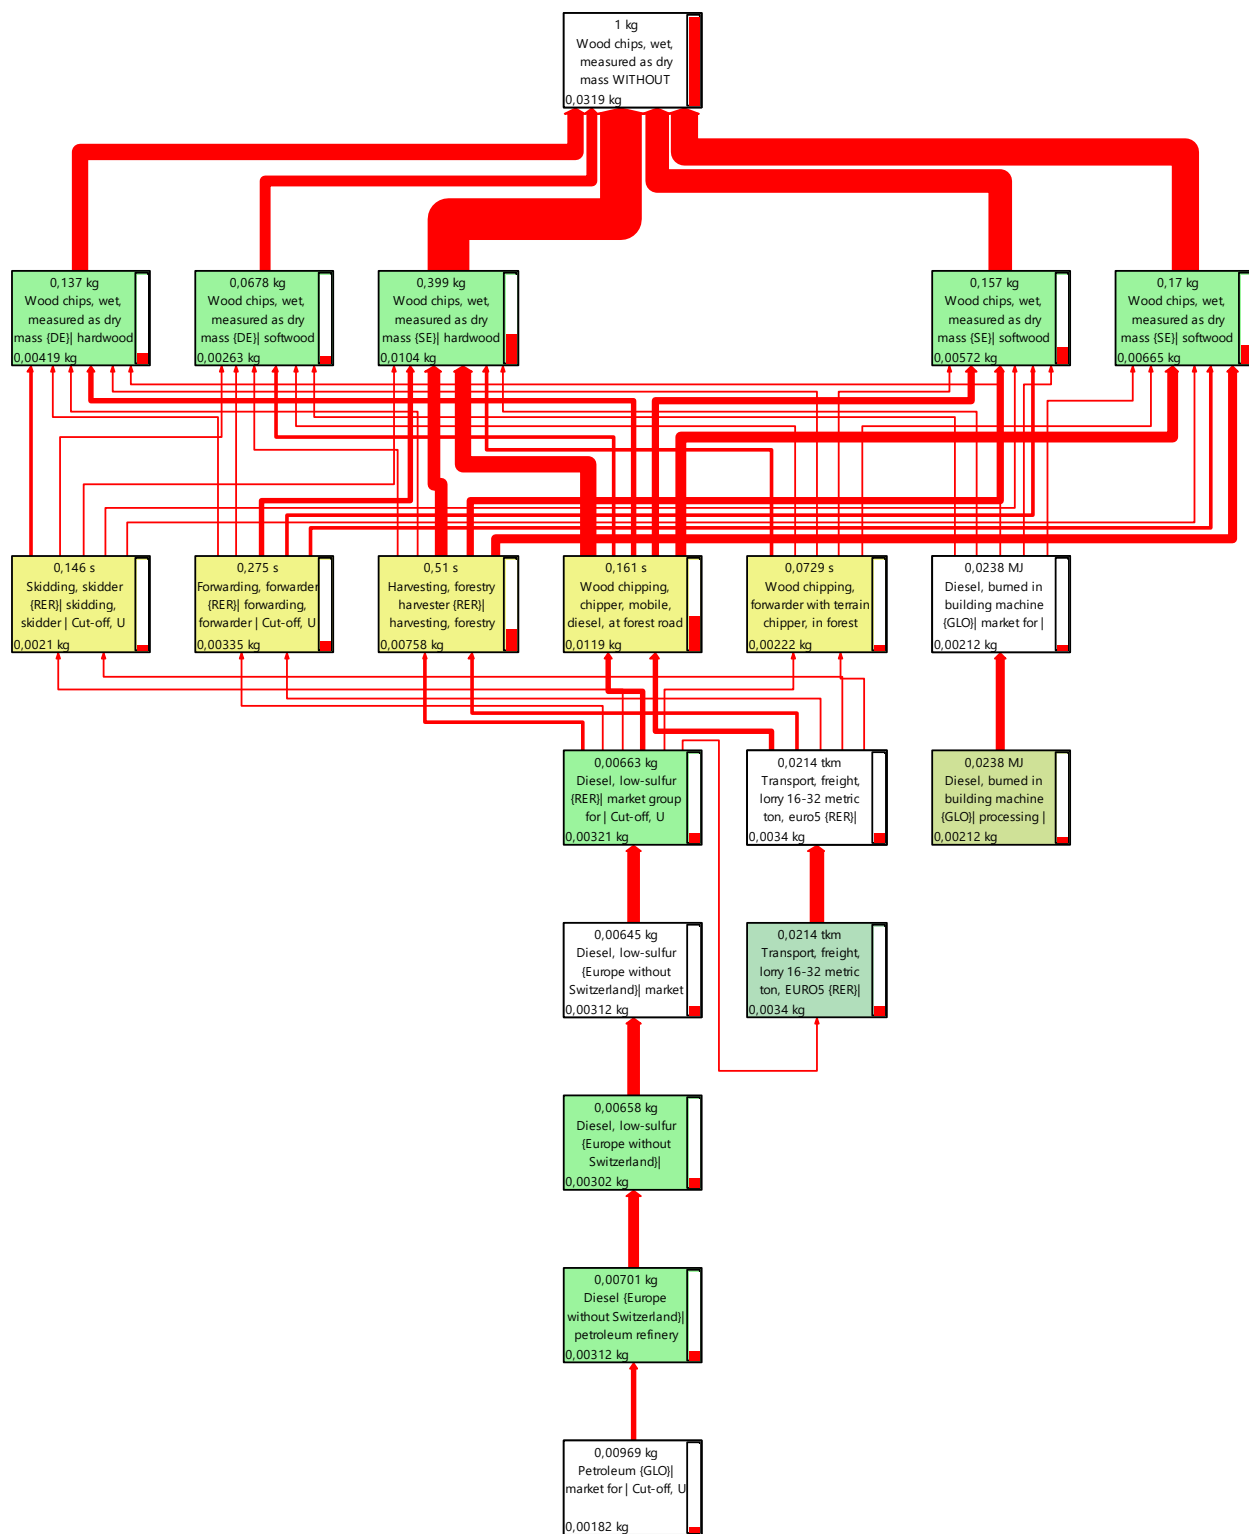 1 kg
Wood chips, wet,
measured as dry
mass WITHOUT
0,0319 kg
0,137 kg
Wood chips, wet,
measured as dry
mass {DE}| hardwood
0,00419 kg
0,0678 kg
Wood chips, wet,
measured as dry
mass {DE}| softwood
0,00263 kg
0,399 kg
Wood chips, wet,
measured as dry
mass {SE}| hardwood
0,0104 kg
0,157 kg
Wood chips, wet,
measured as dry
mass {SE}| softwood
0,00572 kg
0,17 kg
Wood chips, wet,
measured as dry
mass {SE}| softwood
0,00665 kg
0,146 s
Skidding, skidder
{RER}| skidding,
skidder | Cut-off, U
0,0021 kg
0,275 s
Forwarding, forwarder
{RER}| forwarding,
forwarder | Cut-off, U
0,00335 kg
0,51 s
Harvesting, forestry
harvester {RER}|
harvesting, forestry
0,00758 kg
0,161 s
Wood chipping,
chipper, mobile,
diesel, at forest road
0,0119 kg
0,0729 s
Wood chipping,
forwarder with terrain
chipper, in forest
0,00222 kg
0,0238 MJ
Diesel, burned in
building machine
{GLO}| market for |
0,00212 kg
0,00663 kg
Diesel, low-sulfur
{RER}| market group
for | Cut-off, U
0,00321 kg
0,0214 tkm
Transport, freight,
lorry 16-32 metric
ton, euro5 {RER}|
0,0034 kg
0,0238 MJ
Diesel, burned in
building machine
{GLO}| processing |
0,00212 kg
0,00645 kg
Diesel, low-sulfur
{Europe without
Switzerland}| market
0,00312 kg
0,0214 tkm
Transport, freight,
lorry 16-32 metric
ton, EURO5 {RER}|
0,0034 kg
0,00658 kg
Diesel, low-sulfur
{Europe without
Switzerland}|
0,00302 kg
0,00701 kg
Diesel {Europe
without Switzerland}|
petroleum refinery
0,00312 kg
0,00969 kg
Petroleum {GLO}|
market for | Cut-off, U
0,00182 kg